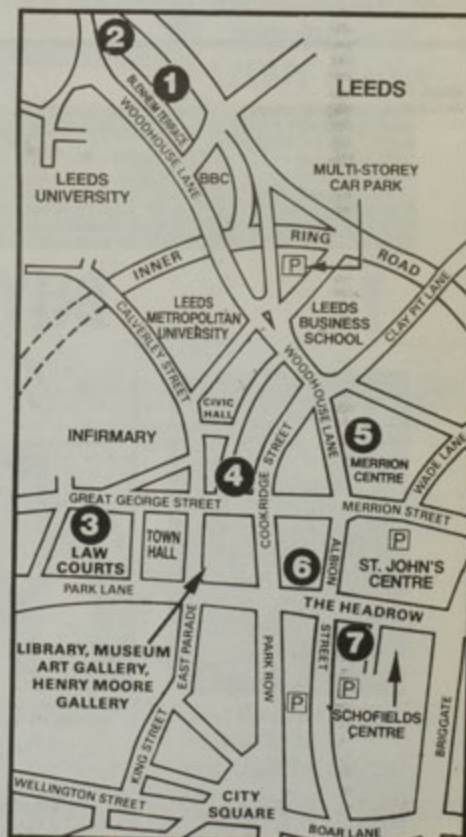 2
1
LEEDS
BLENHEIM TERRACE
WOODHOUSE LANE
BBC
MULTI-STOREY
CAR PARK
LEEDS
UNIVERSITY
INNER
RING
ROAD
P
CLAY PIT LANE
CALVERLEY STREET
LEEDS
METROPOLITAN
UNIVERSITY
LEEDS
BUSINESS
SCHOOL
WOODHOUSE LANE
CIVIC
HALL
INFIRMARY
COOKRIDGE STREET
5
MERRION
CENTRE
WADE LANE
4
GREAT GEORGE STREET
MERRION STREET
3
LAW
COURTS
TOWN
HALL
6
ALBION
P
ST. JOHN'S
CENTRE
PARK LANE
THE HEADROW
LIBRARY, MUSEUM
ART GALLERY,
HENRY MOORE
GALLERY
EAST PARADE
PARK ROW
STREET
7
P
P
SCHOFIELDS
CENTRE
BRIGGATE
KING STREET
WELLINGTON STREET
CITY
SQUARE
BOAR LANE